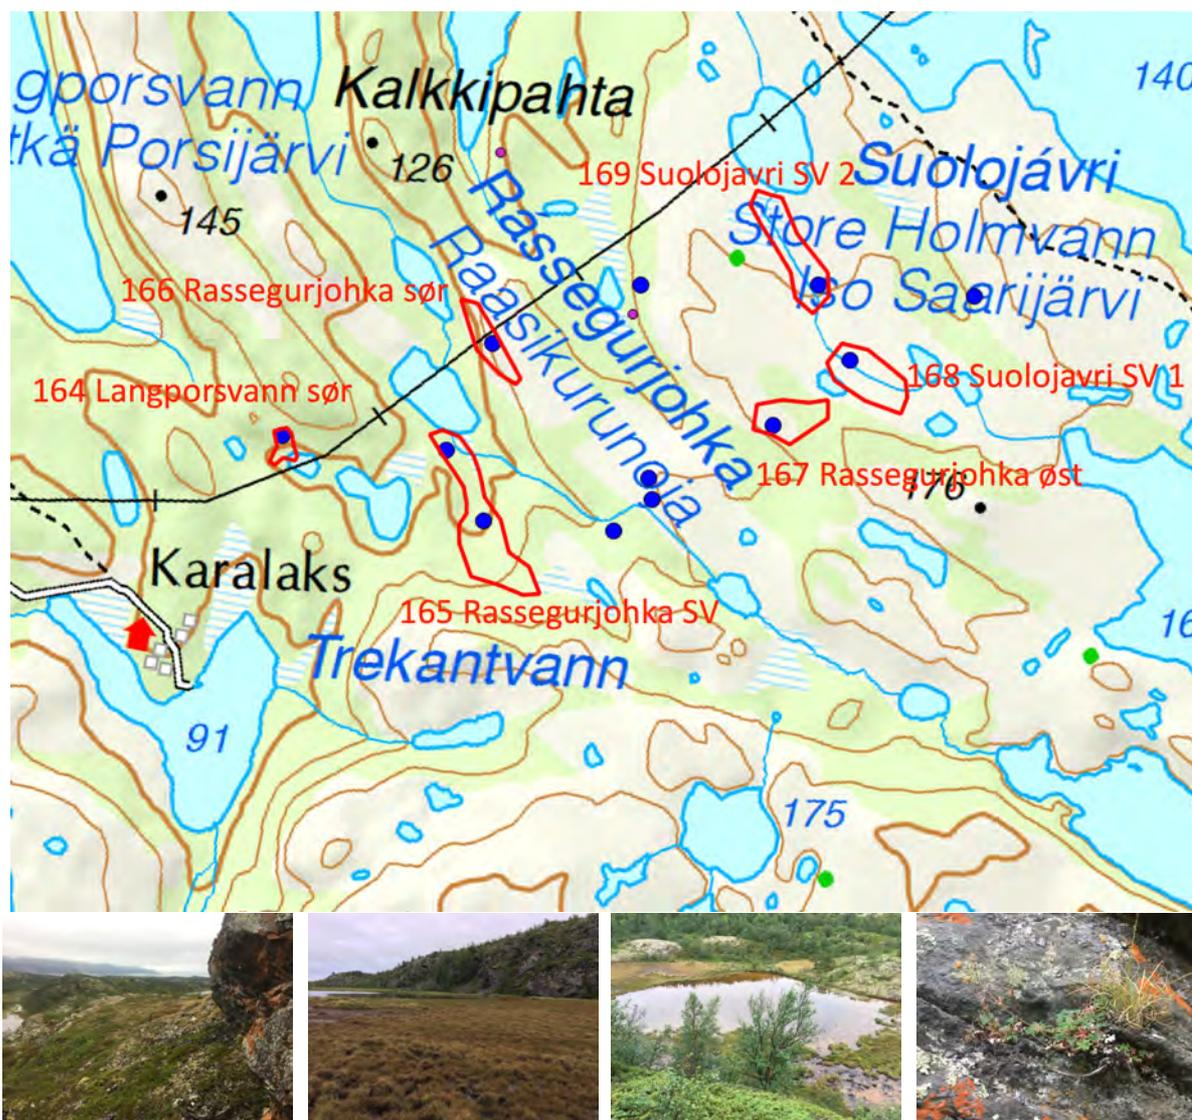 gporsvann
tkä Porsijärvi
Kalkkipahta
126
145
140
169 Suolojavri SV 2
Suolojávri
Store Holmvann
Iso Saarijärvi
Rássegurjohka
Raasikurunoja
166 Rassegurjohka sør
164 Langporsvann sør
168 Suolojavri SV 1
167 Rassegurjohka øst
176
Karalaks
165 Rassegurjohka SV
Trekantvann
16
91
175